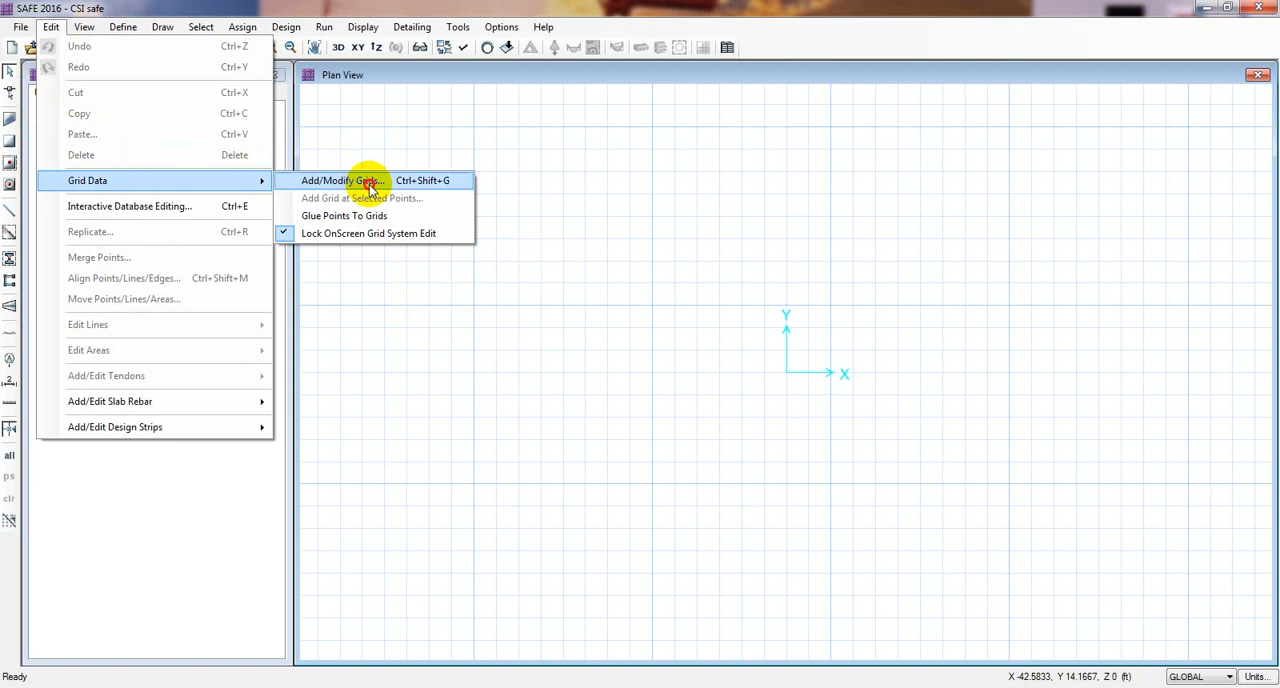 SAFE 2016 - CSI safe
File Edit View Define Draw Select Assign Design Run Display Detailing Options Tools Help
3D XY
Plan View
Undo Ctrl+Z
Redo Ctrl+Y
Cut Ctrl+X
Copy Ctrl+C
Paste... Ctrl+V
Delete Delete
Grid Data
Add/Modify Grids... Ctrl+Shift+G
Add Grid at Selected Points...
Glue Points To Grids
Lock OnScreen Grid System Edit
Interactive Database Editing... Ctrl+E
Replicate... Ctrl+R
Merge Points...
Align Points/Lines/Edges... Ctrl+Shift+M
Move Points/Lines/Areas...
Edit Lines
Edit Areas
Add/Edit Tendons
Add/Edit Slab Rebar
Add/Edit Design Strips
Y
X
all
ps
clr
Ready
X -42.5833, Y 14.1667, Z 0 (ft)
GLOBAL
Units...